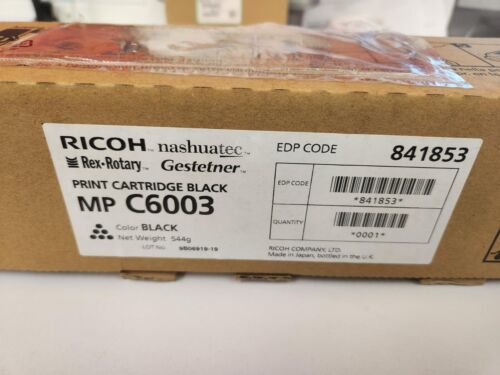 RICOH nashuatec
Rex-Rotary Gestetner
PRINT CARTRIDGE BLACK
MP C6003
Color BLACK
Net Weight 544g
LOT No.
EDP CODE 841853
EDP CODE
*841853*
QUANTITY
*0001*
RICOH COMPANY, LTD.
Made in Japan, bottled in the U.K.